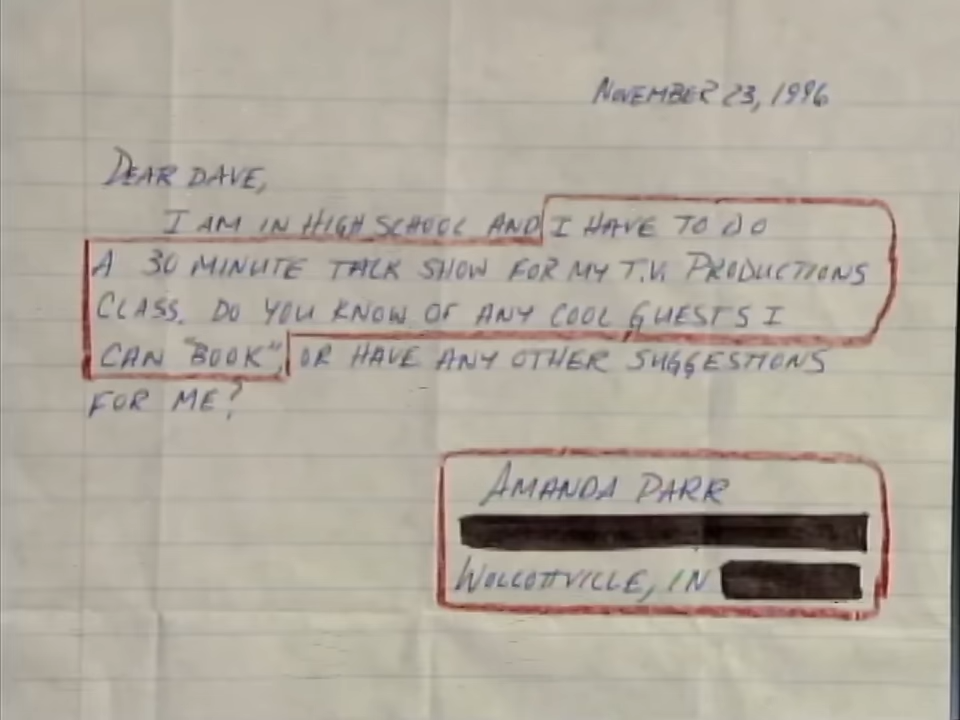 NOVEMBER 23, 1996
DEAR DAVE,
I AM IN HIGH SCHOOL AND I HAVE TO DO
A 30 MINUTE TALK SHOW FOR MY T.V. PRODUCTIONS
CLASS. DO YOU KNOW OF ANY COOL GUESTS I
CAN "BOOK", OR HAVE ANY OTHER SUGGESTIONS
FOR ME?
AMANDA PARR
WOLCOTTVILLE, IN